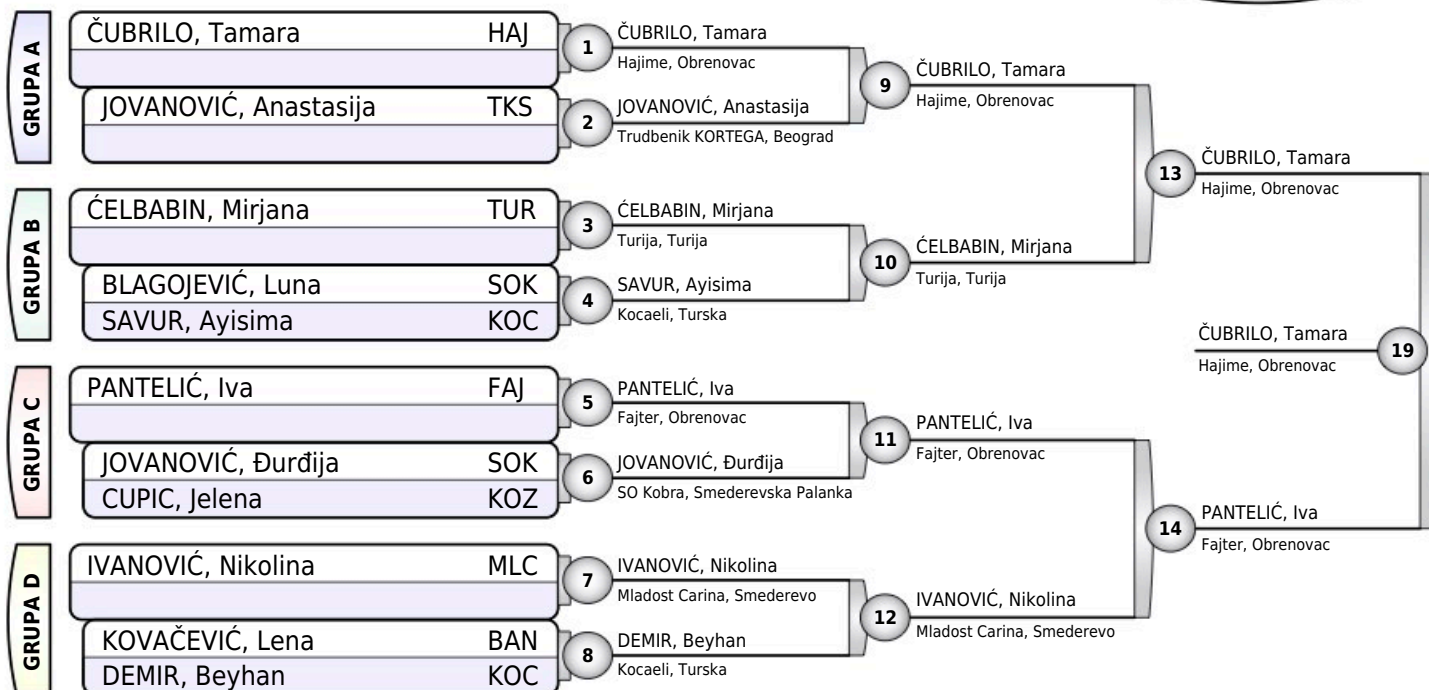 GRUPA A
ČUBRILO, Tamara HAJ
JOVANOVIĆ, Anastasija TKS
1
ČUBRILO, Tamara
Hajime, Obrenovac
2
JOVANOVIĆ, Anastasija
Trudbenik KORTEGA, Beograd
9
ČUBRILO, Tamara
Hajime, Obrenovac
GRUPA B
ĆELBABIN, Mirjana TUR
BLAGOJEVIĆ, Luna SOK
SAVUR, Ayisima KOC
3
ĆELBABIN, Mirjana
Turija, Turija
4
SAVUR, Ayisima
Kocaeli, Turska
10
ĆELBABIN, Mirjana
Turija, Turija
13
ČUBRILO, Tamara
Hajime, Obrenovac
ČUBRILO, Tamara
19
Hajime, Obrenovac
GRUPA C
PANTELIĆ, Iva FAJ
JOVANOVIĆ, Đurđija SOK
CUPIC, Jelena KOZ
5
PANTELIĆ, Iva
Fajter, Obrenovac
6
JOVANOVIĆ, Đurđija
SO Kobra, Smederevska Palanka
11
PANTELIĆ, Iva
Fajter, Obrenovac
GRUPA D
IVANOVIĆ, Nikolina MLC
KOVAČEVIĆ, Lena BAN
DEMIR, Beyhan KOC
7
IVANOVIĆ, Nikolina
Mladost Carina, Smederevo
8
DEMIR, Beyhan
Kocaeli, Turska
12
IVANOVIĆ, Nikolina
Mladost Carina, Smederevo
14
PANTELIĆ, Iva
Fajter, Obrenovac